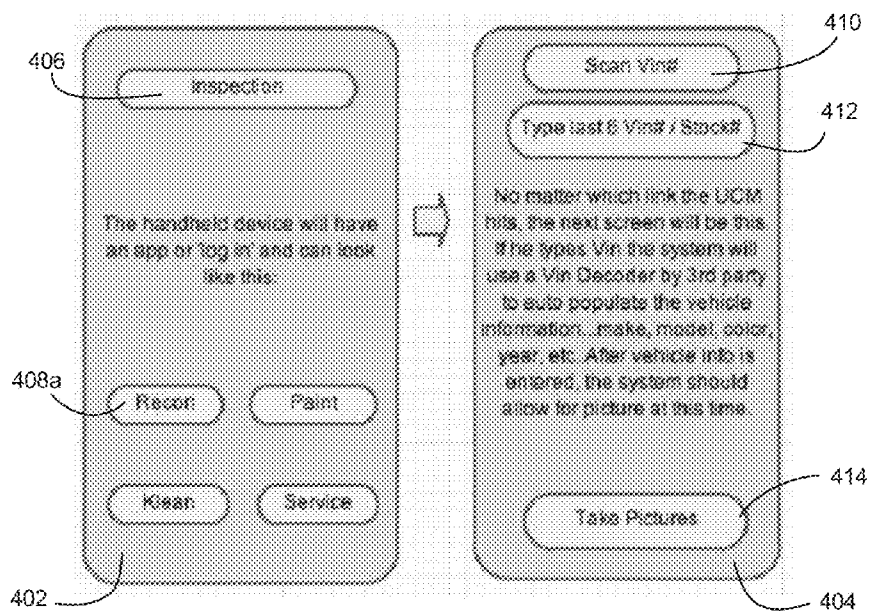 406
Inspection
The handheld device will have
an app or 'log in' and can look
like this:
408a
Recon
Paint
Klean
Service
402
410
Scan Vin#
412
Type last 6 Vin# / Stock#
No matter which link the UCM
hits, the next screen will be this.
If he types Vin the system will
use a Vin Decoder by 3rd party
to auto populate the vehicle
information...make, model, color,
year, etc. After vehicle info is
entered, the system should
allow for picture at this time.
414
Take Pictures
404